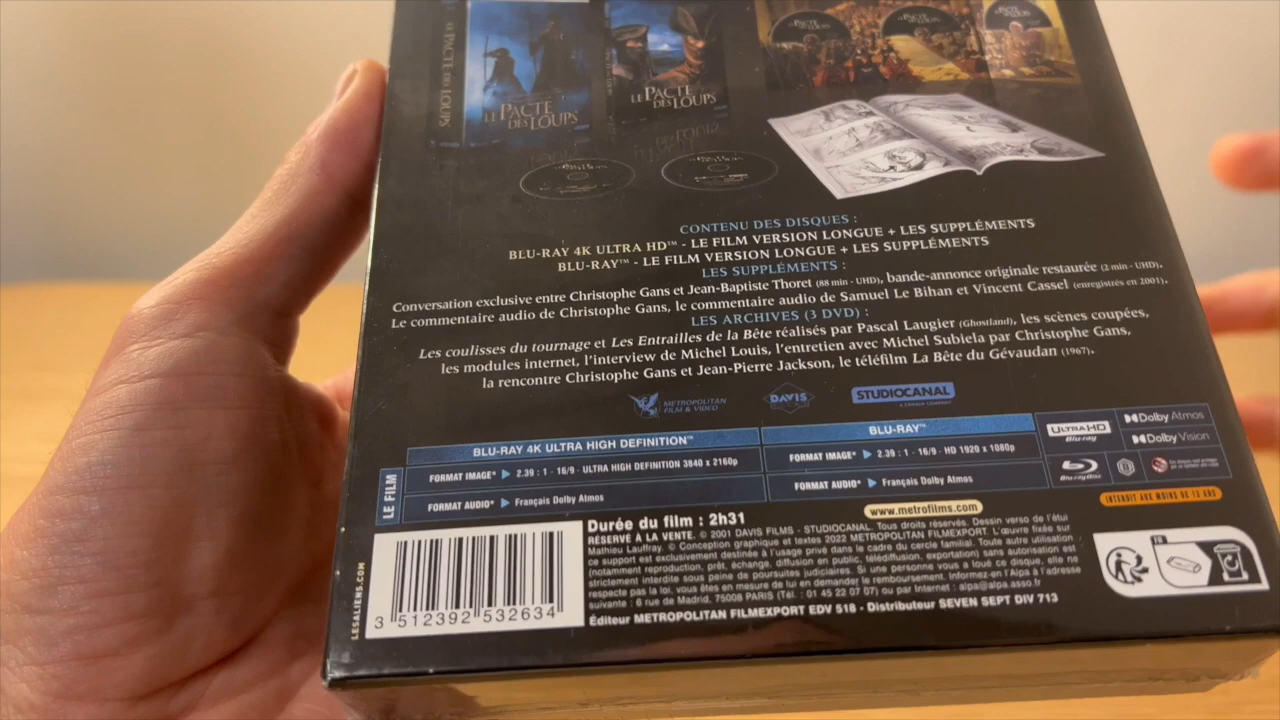 LE PACTE DES LOUPS
LE PACTE
DES LOUPS
LE PACTE
DES LOUPS
CONTENU DES DISQUES :
BLU-RAY 4K ULTRA HD™ - LE FILM VERSION LONGUE + LES SUPPLÉMENTS
BLU-RAY™ - LE FILM VERSION LONGUE + LES SUPPLÉMENTS
LES SUPPLÉMENTS :
Conversation exclusive entre Christophe Gans et Jean-Baptiste Thoret (88 min - UHD), bande-annonce originale restaurée (2 min - UHD).
Le commentaire audio de Christophe Gans, le commentaire audio de Samuel Le Bihan et Vincent Cassel (enregistrés en 2001).
LES ARCHIVES (3 DVD) :
Les coulisses du tournage et Les Entrailles de la Bête réalisés par Pascal Laugier (Ghostland), les scènes coupées,
les modules internet, l'interview de Michel Louis, l'entretien avec Michel Subiela par Christophe Gans,
la rencontre Christophe Gans et Jean-Pierre Jackson, le téléfilm La Bête du Gévaudan (1967).
METROPOLITAN
FILM & VIDEO
DAVIS
STUDIOCANAL
LE FILM
BLU-RAY 4K ULTRA HIGH DEFINITION™
FORMAT IMAGE* ▶ 2.39 : 1 - 16/9 - ULTRA HIGH DEFINITION 3840 x 2160p
FORMAT AUDIO* ▶ Français Dolby Atmos
BLU-RAY™
FORMAT IMAGE* ▶ 2.39 : 1 - 16/9 - HD 1920 x 1080p
FORMAT AUDIO* ▶ Français Dolby Atmos
ULTRA HD
Blu-ray
Dolby Atmos
Dolby Vision
Blu-ray Disc
INTERDIT AUX MOINS DE 12 ANS
www.metrofilms.com
Durée du film : 2h31
RÉSERVÉ À LA VENTE. © 2001 DAVIS FILMS - STUDIOCANAL. Tous droits réservés. Dessin verso de l'étui
Mathieu Lauffray. © Conception graphique et textes 2022 METROPOLITAN FILMEXPORT. L'œuvre fixée sur
ce support est exclusivement destinée à l'usage privé dans le cadre du cercle familial. Toute autre utilisation
(notamment reproduction, prêt, échange, diffusion en public, télédiffusion, exportation) sans autorisation est
strictement interdite sous peine de poursuites judiciaires. Si une personne vous a loué ce disque, elle ne
respecte pas la loi, vous êtes en mesure de lui en demander le remboursement. Informez-en l'Alpa à l'adresse
suivante : 6 rue de Madrid, 75008 PARIS (Tél. : 01 45 22 07 07) ou par Internet : alpa@alpa.asso.fr
Éditeur METROPOLITAN FILMEXPORT EDV 518 - Distributeur SEVEN SEPT DIV 713
LESALIENS.COM
3 512392 532634
FR